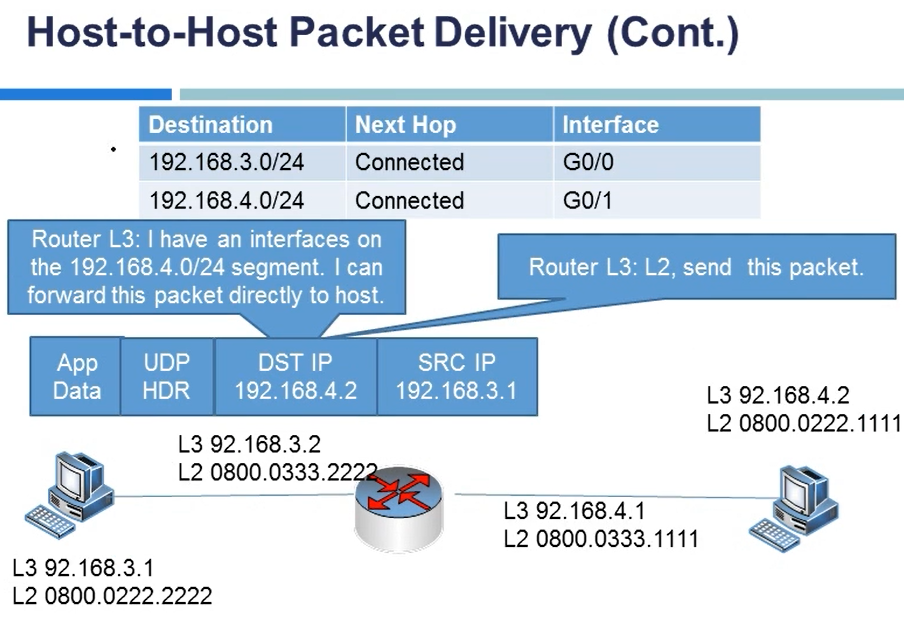 Host-to-Host Packet Delivery (Cont.)
Destination Next Hop Interface
192.168.3.0/24 Connected G0/0
192.168.4.0/24 Connected G0/1
Router L3: I have an interfaces on
the 192.168.4.0/24 segment. I can
forward this packet directly to host.
Router L3: L2, send this packet.
App
Data
UDP
HDR
DST IP
192.168.4.2
SRC IP
192.168.3.1
L3 92.168.4.2
L2 0800.0222.1111
L3 92.168.3.2
L2 0800.0333.2222
L3 92.168.4.1
L2 0800.0333.1111
L3 92.168.3.1
L2 0800.0222.2222